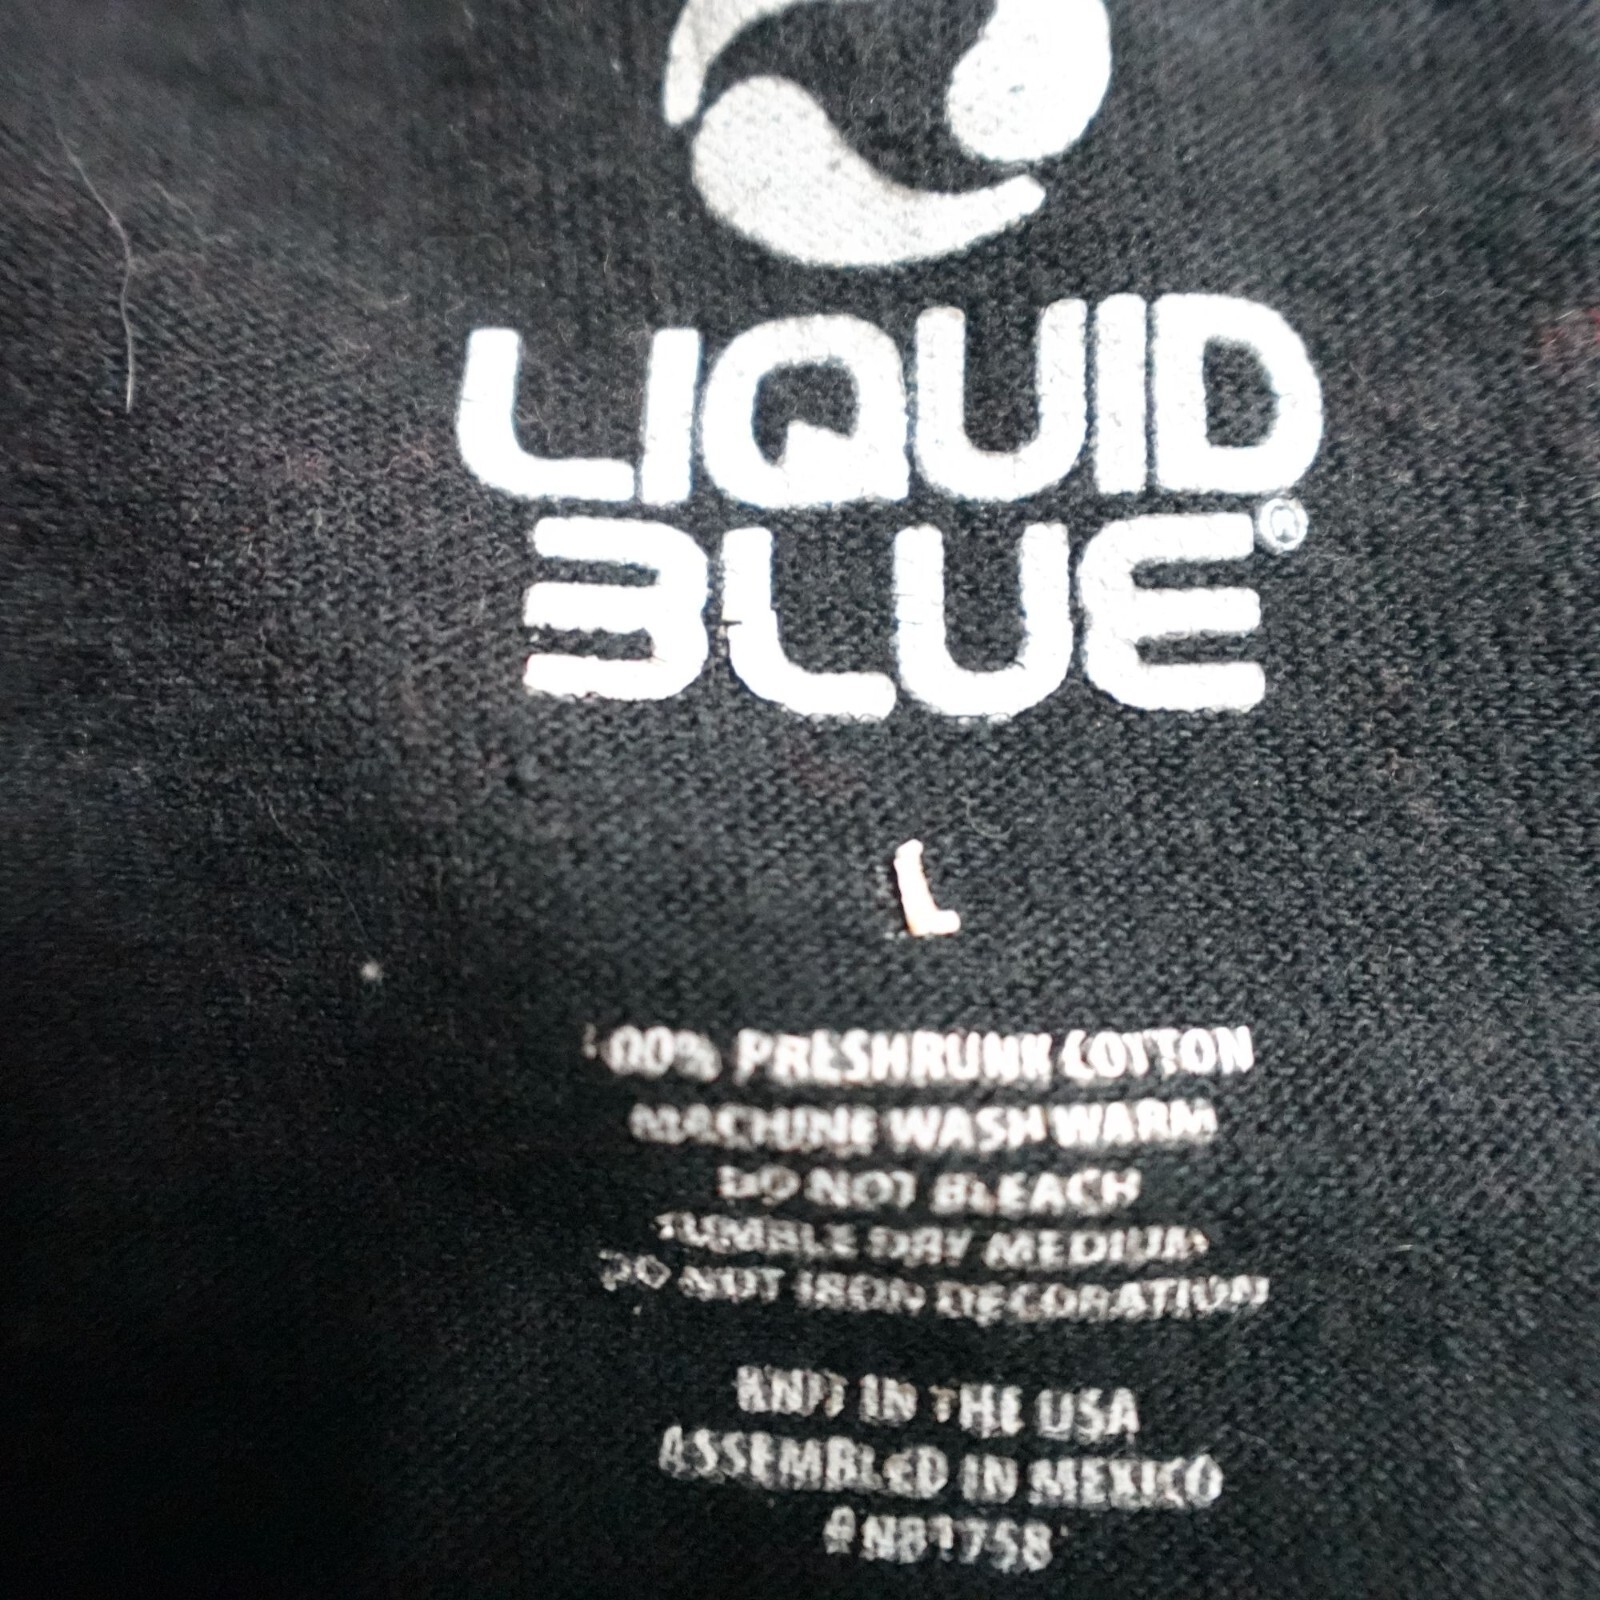 LIQUID
BLUE®
L
100% PRESHRUNK COTTON
MACHINE WASH WARM
DO NOT BLEACH
TUMBLE DRY MEDIUM
DO NOT IRON DECORATION
KNIT IN THE USA
ASSEMBLED IN MEXICO